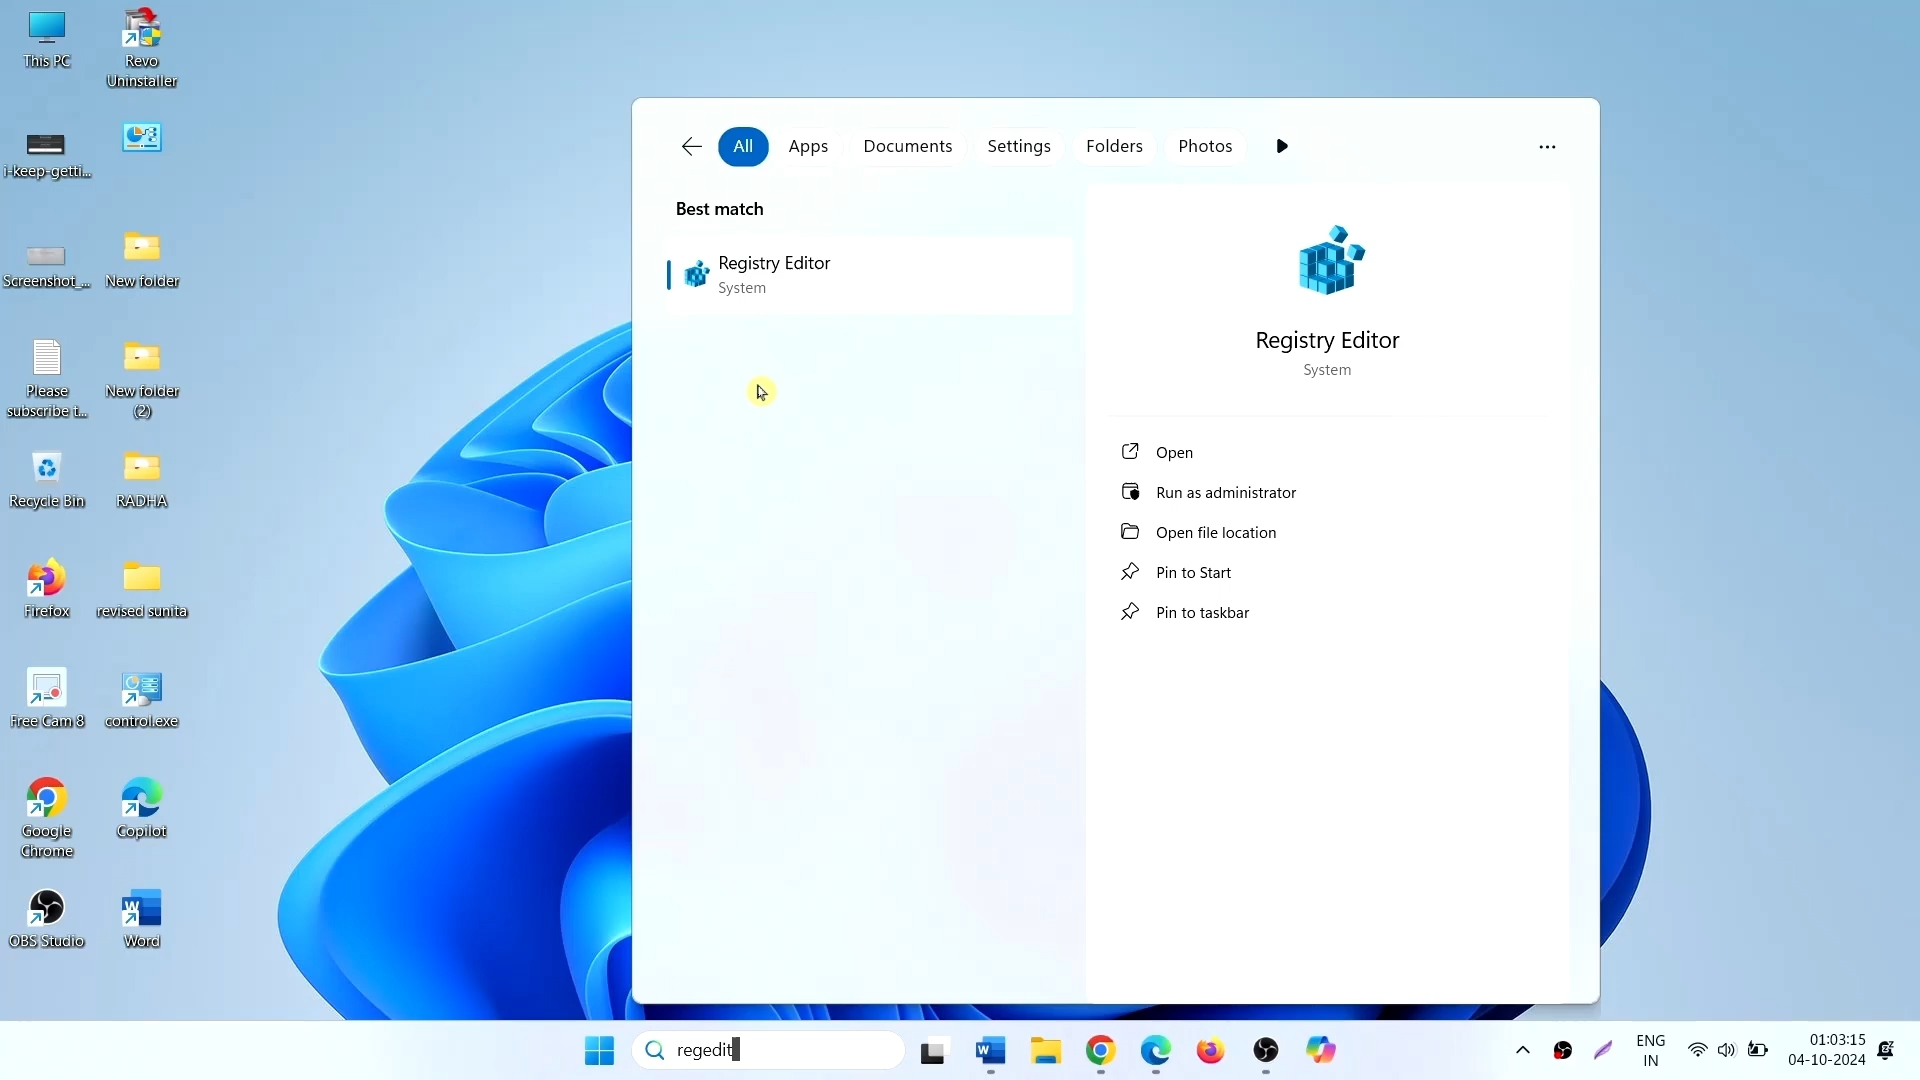 This PC
Revo
Uninstaller
i-keep-getti...
Screenshot_...
New folder
Please
subscribe t...
New folder
(2)
Recycle Bin
RADHA
Firefox
revised sunita
Free Cam 8
control.exe
Google
Chrome
Copilot
OBS Studio
Word
All
Apps
Documents
Settings
Folders
Photos
Best match
Registry Editor
System
Registry Editor
System
Open
Run as administrator
Open file location
Pin to Start
Pin to taskbar
regedit
ENG
IN
01:03:15
04-10-2024